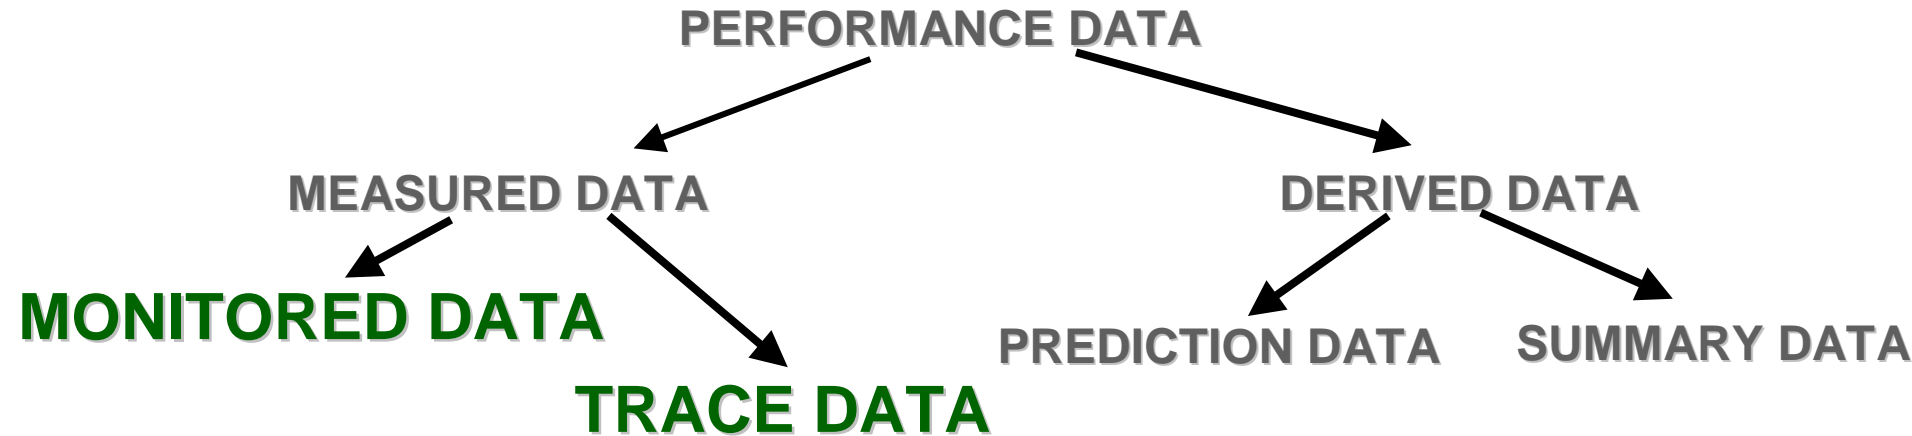 PERFORMANCE DATA
MEASURED DATA
DERIVED DATA
MONITORED DATA
PREDICTION DATA
SUMMARY DATA
TRACE DATA